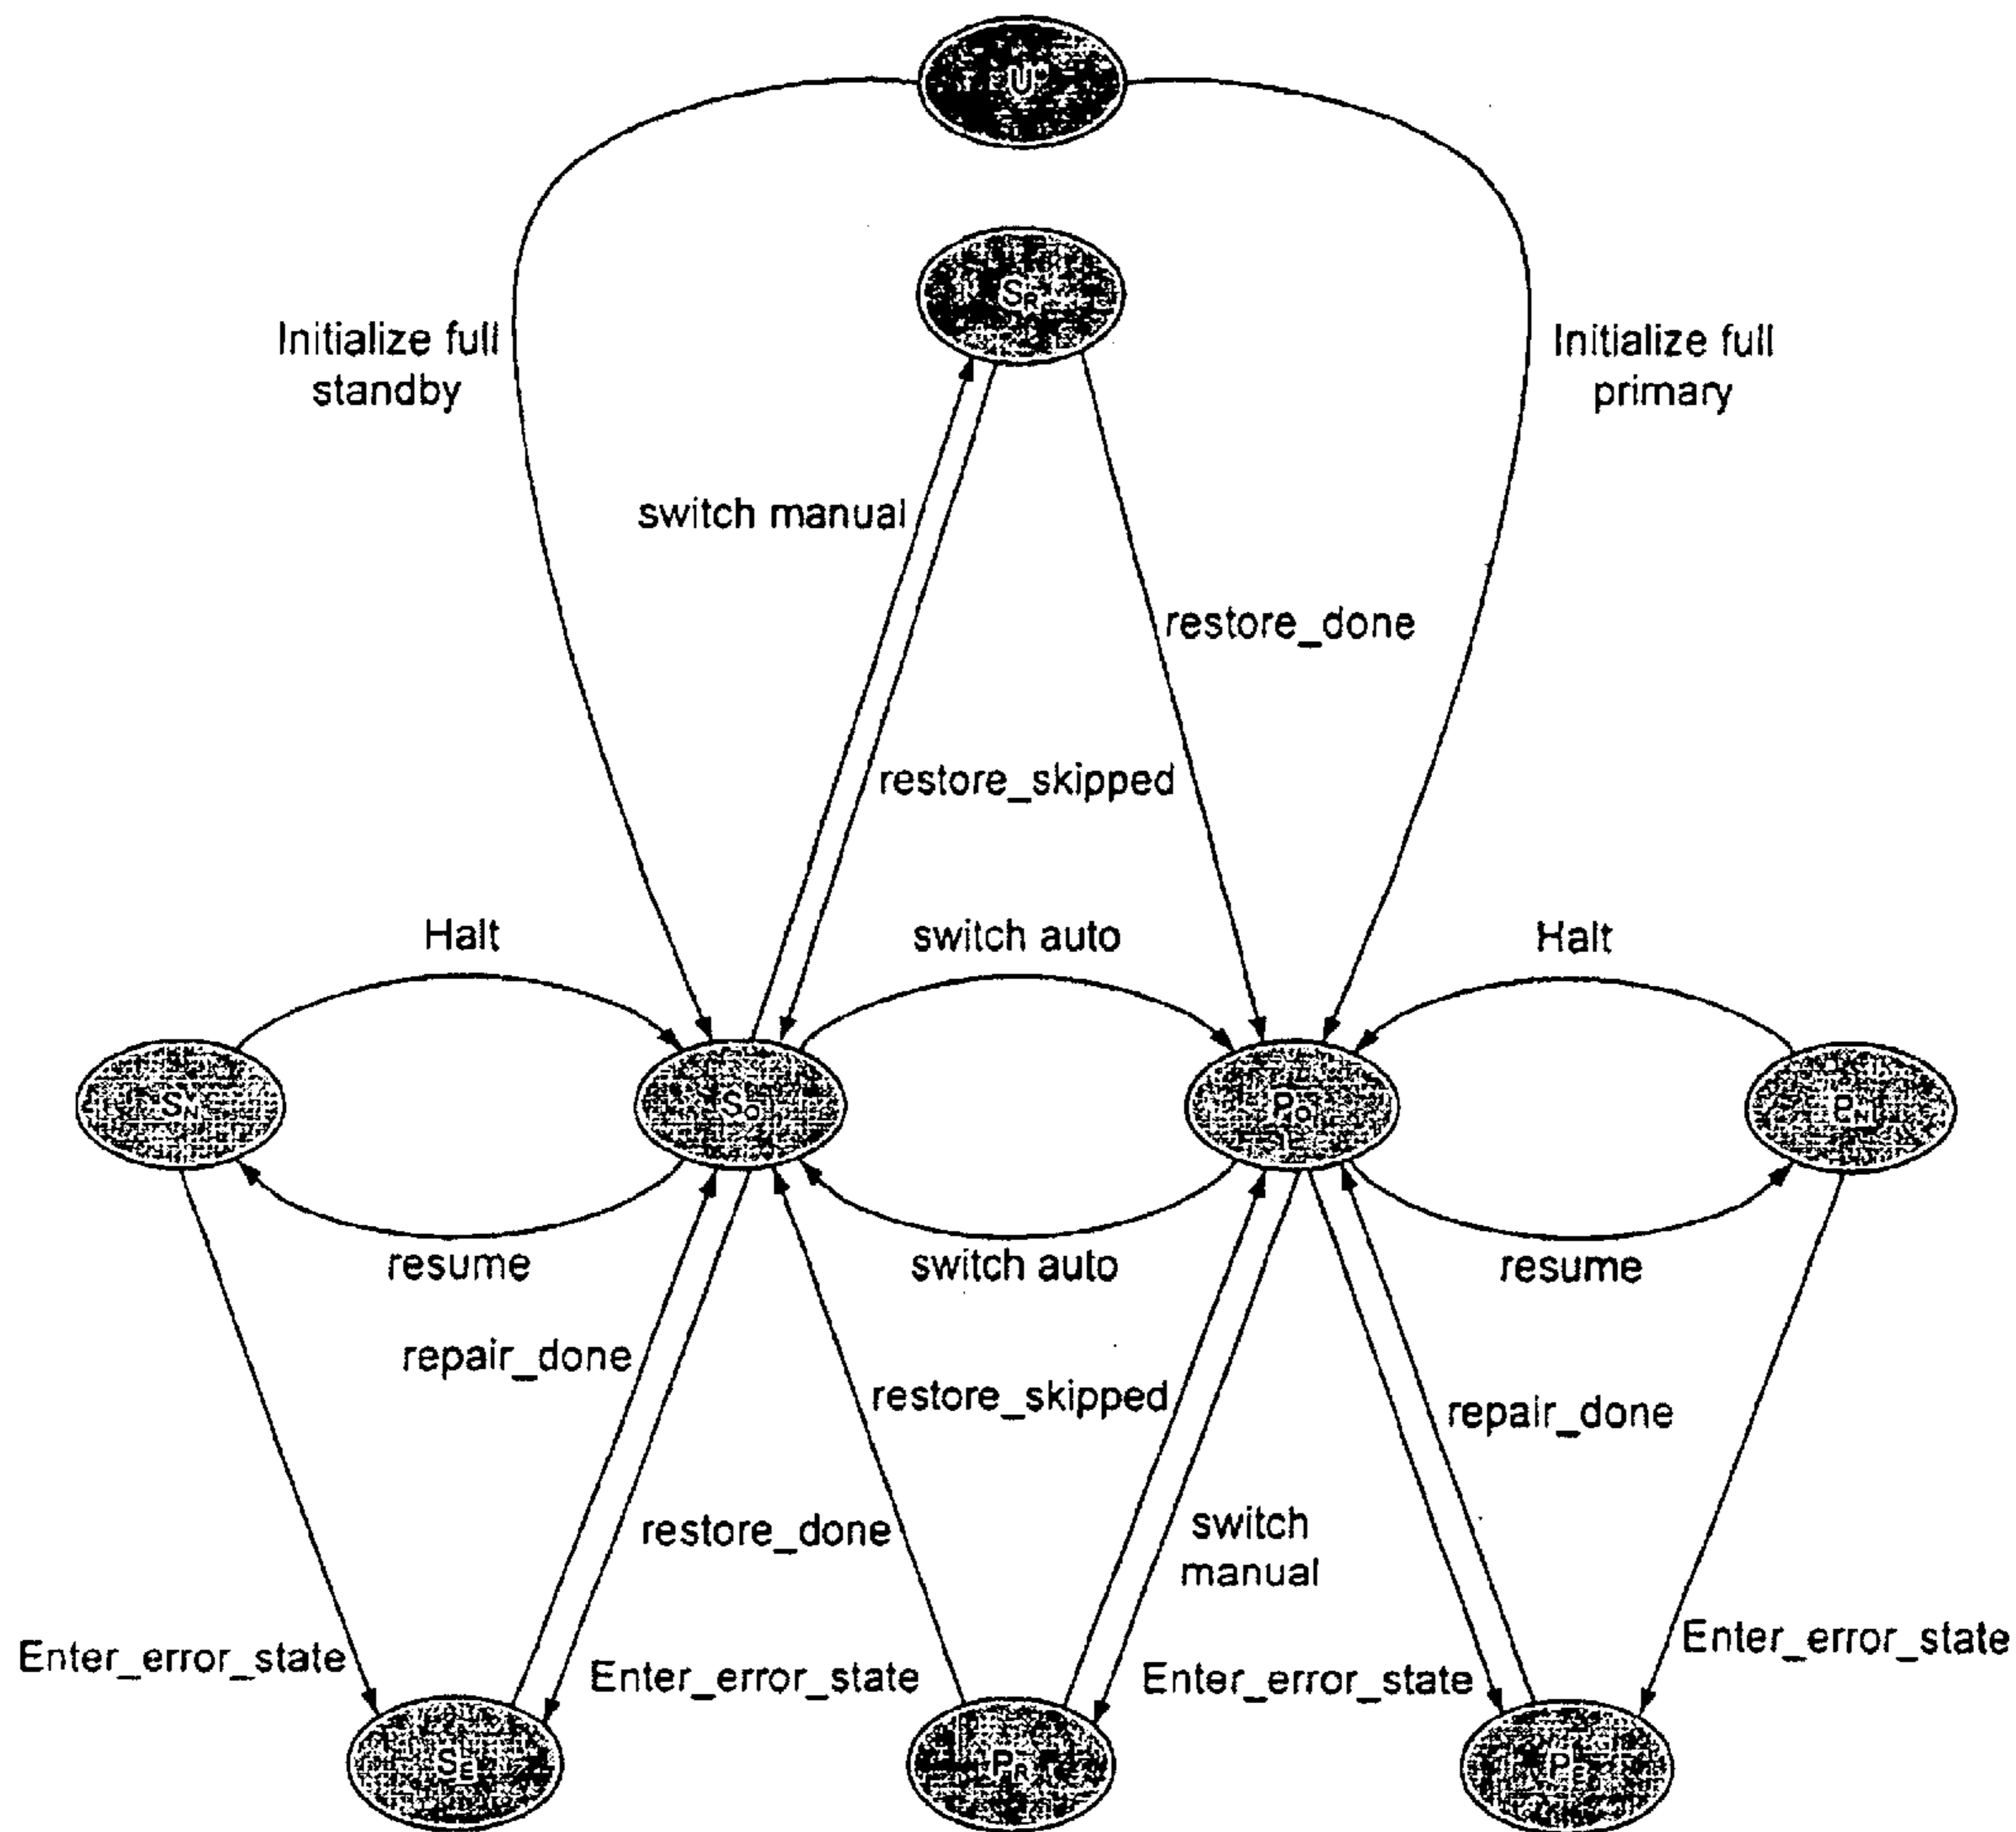 U
S_R
Initialize full
standby
Initialize full
primary
switch manual
restore_done
restore_skipped
Halt
switch auto
Halt
S_N
S_O
P_O
P_N
resume
switch auto
resume
repair_done
restore_skipped
repair_done
restore_done
switch
manual
Enter_error_state
Enter_error_state
Enter_error_state
Enter_error_state
S_E
P_R
P_E